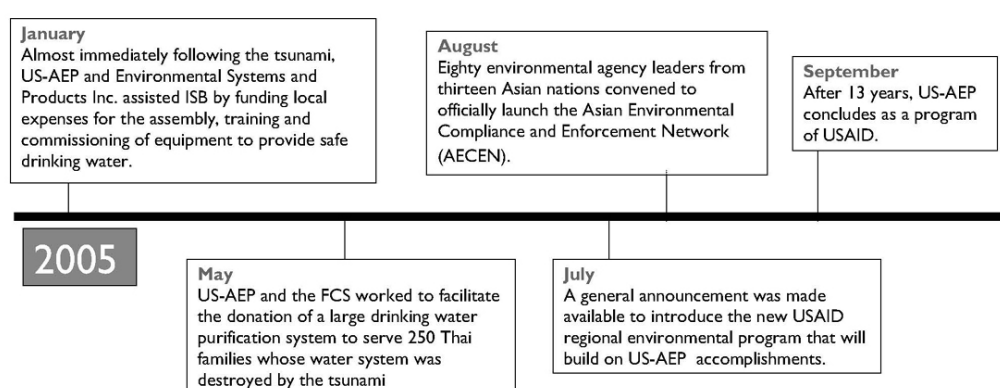 January
Almost immediately following the tsunami,
US-AEP and Environmental Systems and
Products Inc. assisted ISB by funding local
expenses for the assembly, training and
commissioning of equipment to provide safe
drinking water.
August
Eighty environmental agency leaders from
thirteen Asian nations convened to
officially launch the Asian Environmental
Compliance and Enforcement Network
(AECEN).
September
After 13 years, US-AEP
concludes as a program
of USAID.
2005
May
US-AEP and the FCS worked to facilitate
the donation of a large drinking water
purification system to serve 250 Thai
families whose water system was
destroyed by the tsunami
July
A general announcement was made
available to introduce the new USAID
regional environmental program that will
build on US-AEP accomplishments.